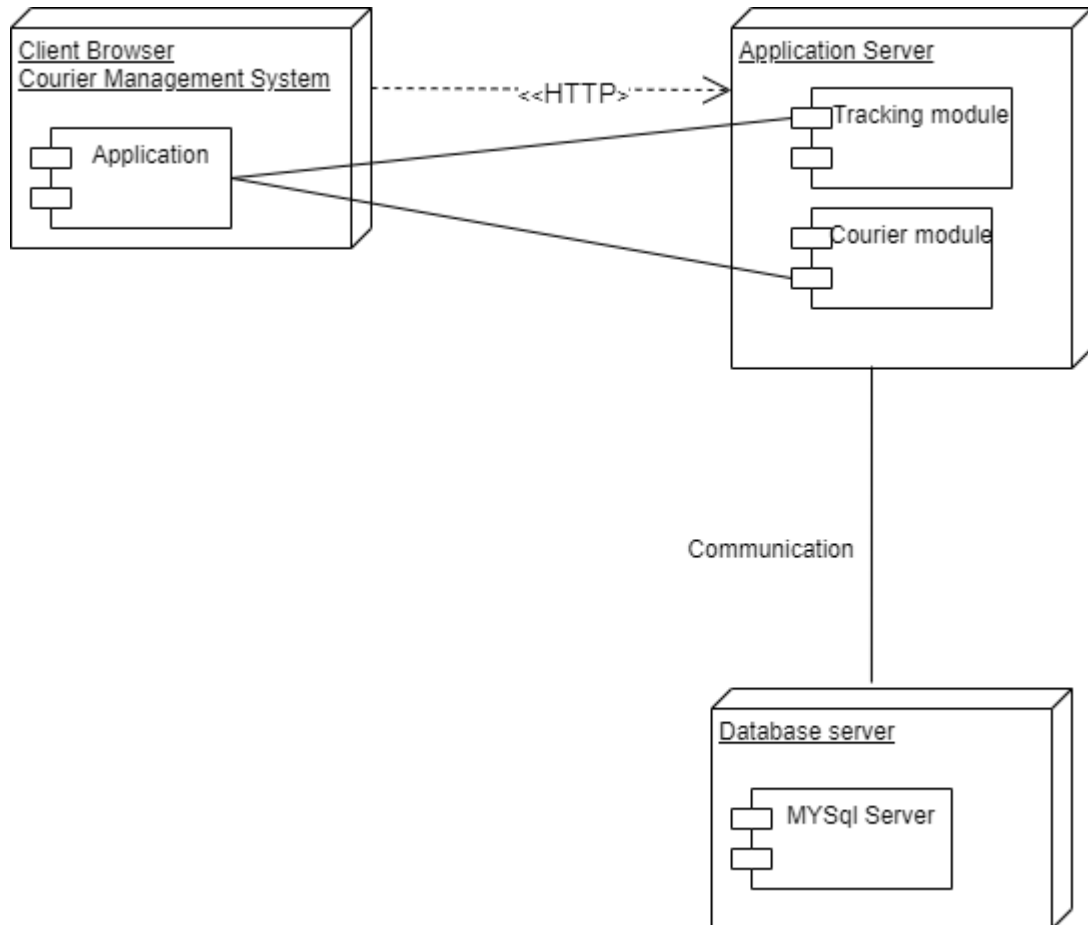 Client Browser
Courier Management System
Application
<<HTTP>
Application Server
Tracking module
Courier module
Communication
Database server
MYSql Server